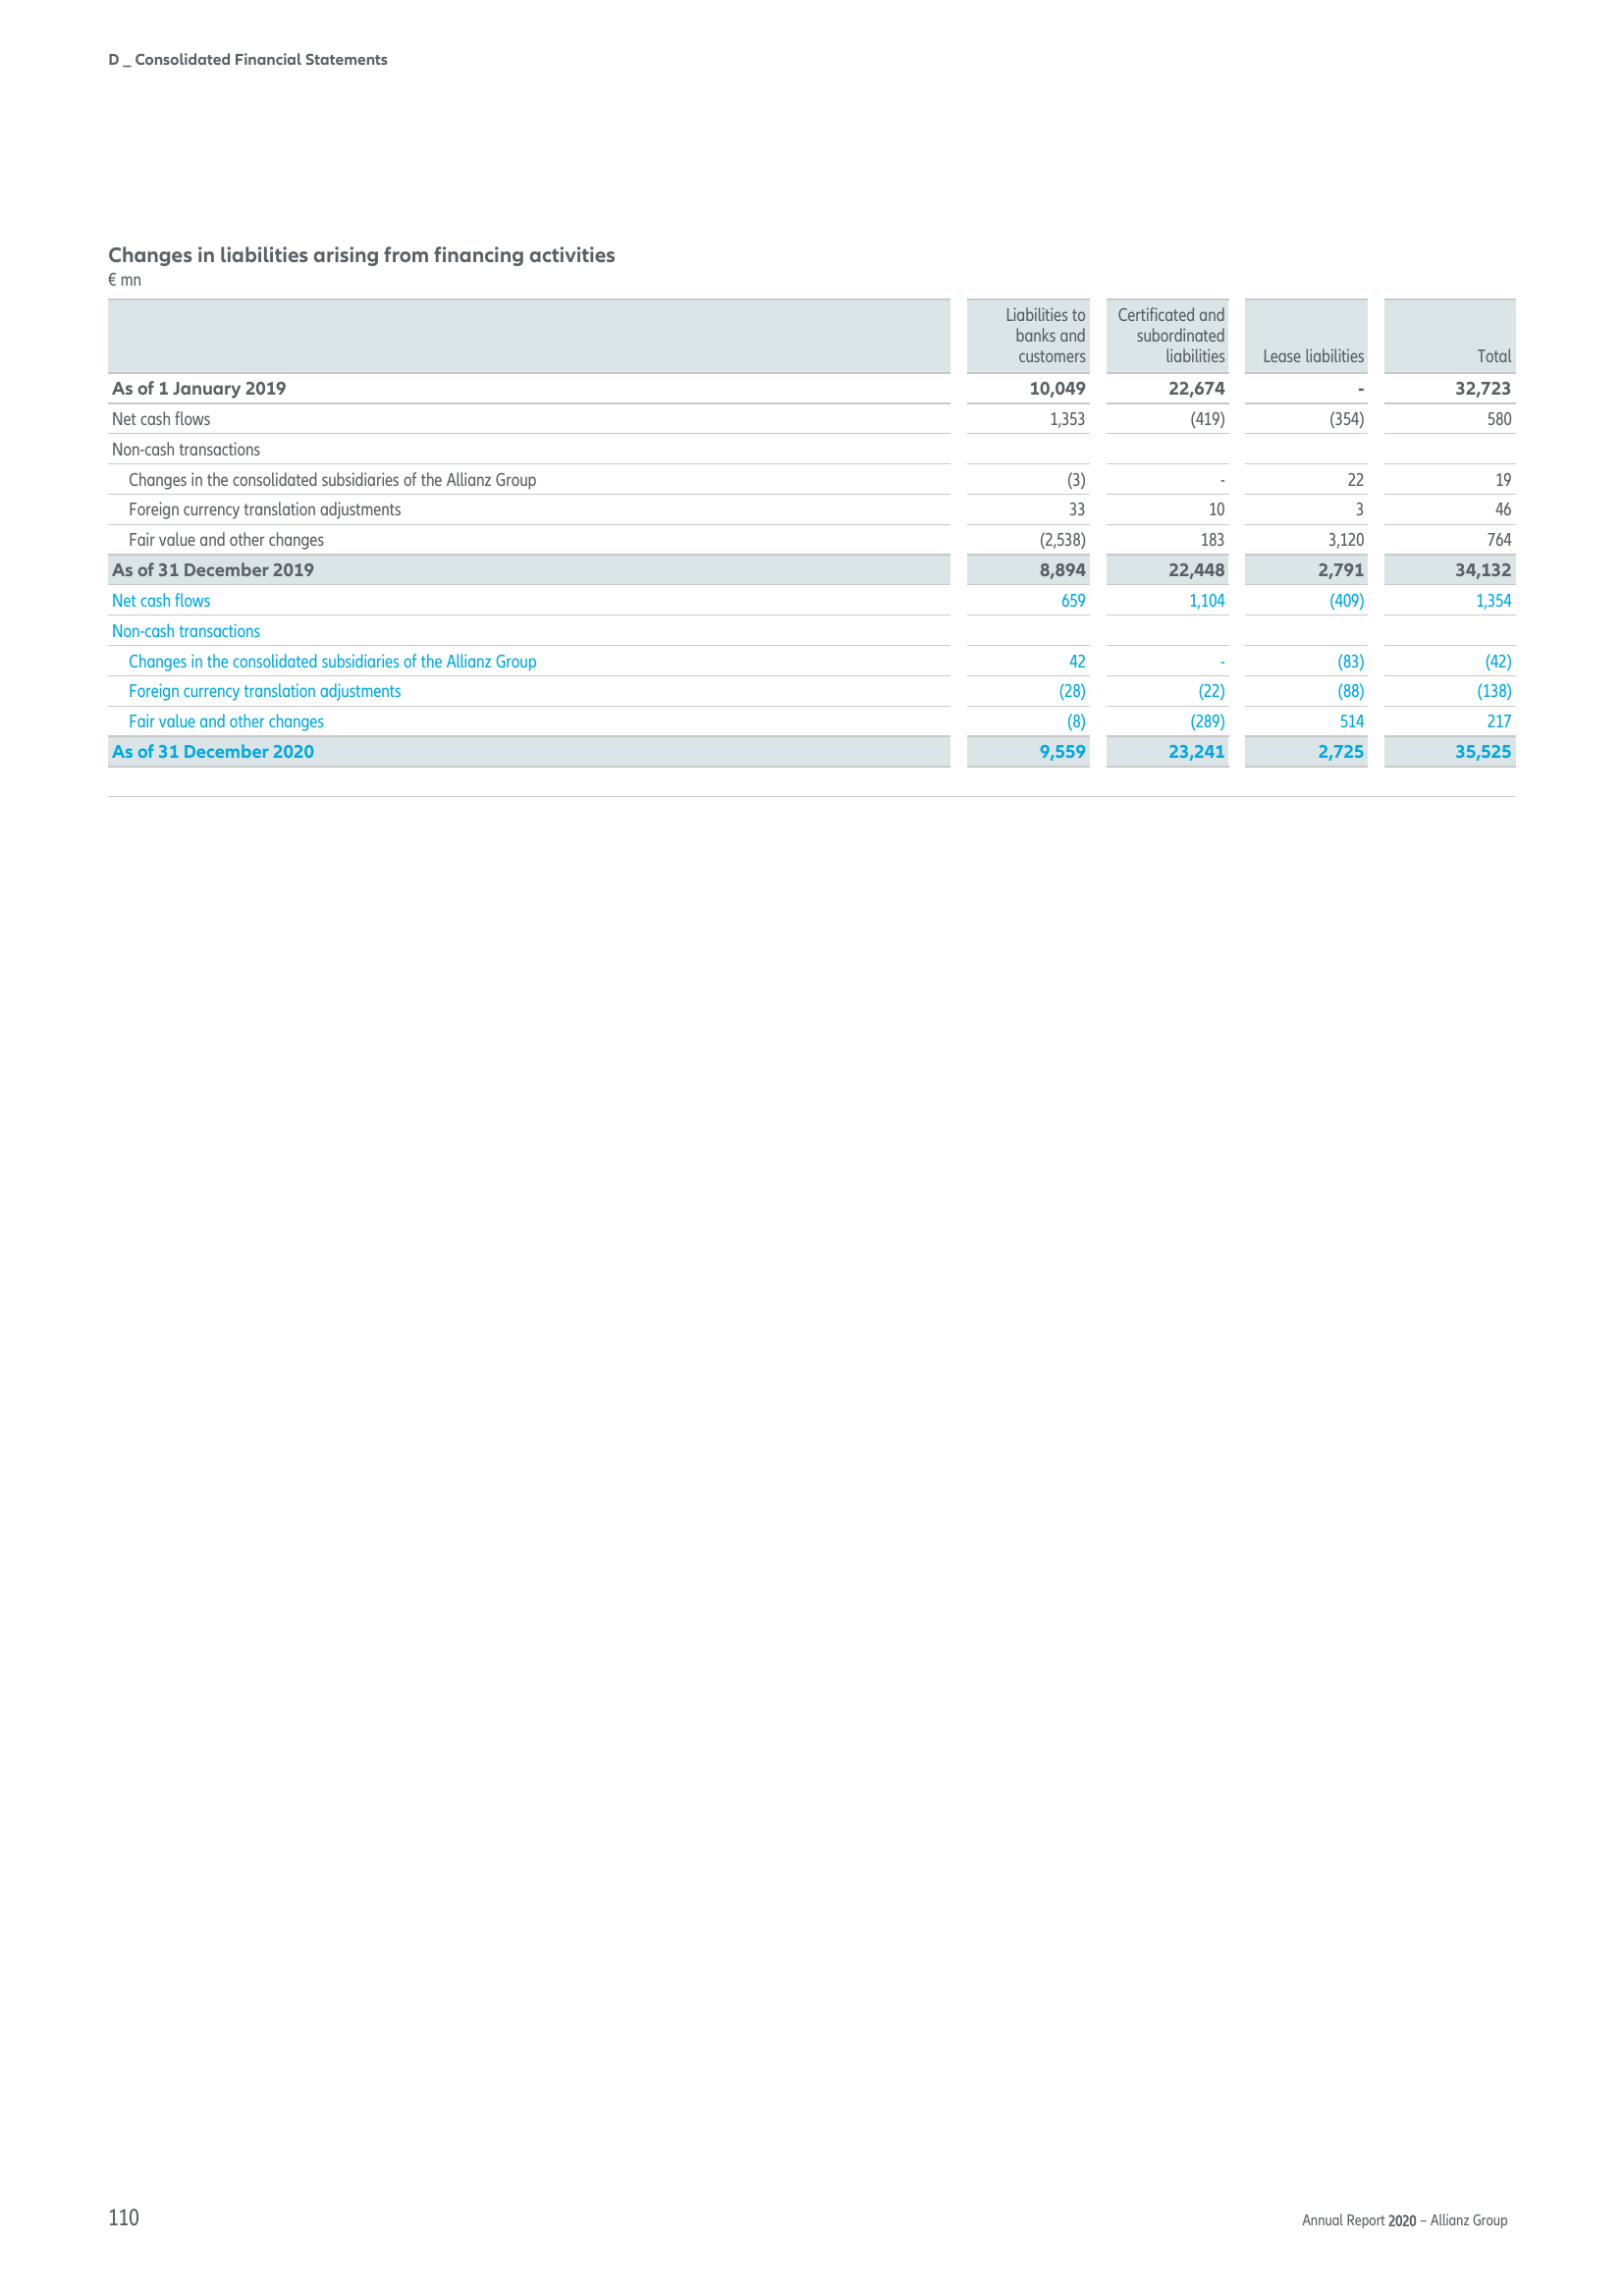 D _ Consolidated Financial Statements
Changes in liabilities arising from financing activities
€ mn
Liabilities to banks and customers Certificated and subordinated liabilities Lease liabilities Total
As of 1 January 2019 10,049 22,674 - 32,723
Net cash flows 1,353 (419) (354) 580
Non-cash transactions
Changes in the consolidated subsidiaries of the Allianz Group (3) - 22 19
Foreign currency translation adjustments 33 10 3 46
Fair value and other changes (2,538) 183 3,120 764
As of 31 December 2019 8,894 22,448 2,791 34,132
Net cash flows 659 1,104 (409) 1,354
Non-cash transactions
Changes in the consolidated subsidiaries of the Allianz Group 42 - (83) (42)
Foreign currency translation adjustments (28) (22) (88) (138)
Fair value and other changes (8) (289) 514 217
As of 31 December 2020 9,559 23,241 2,725 35,525
110 Annual Report 2020 – Allianz Group